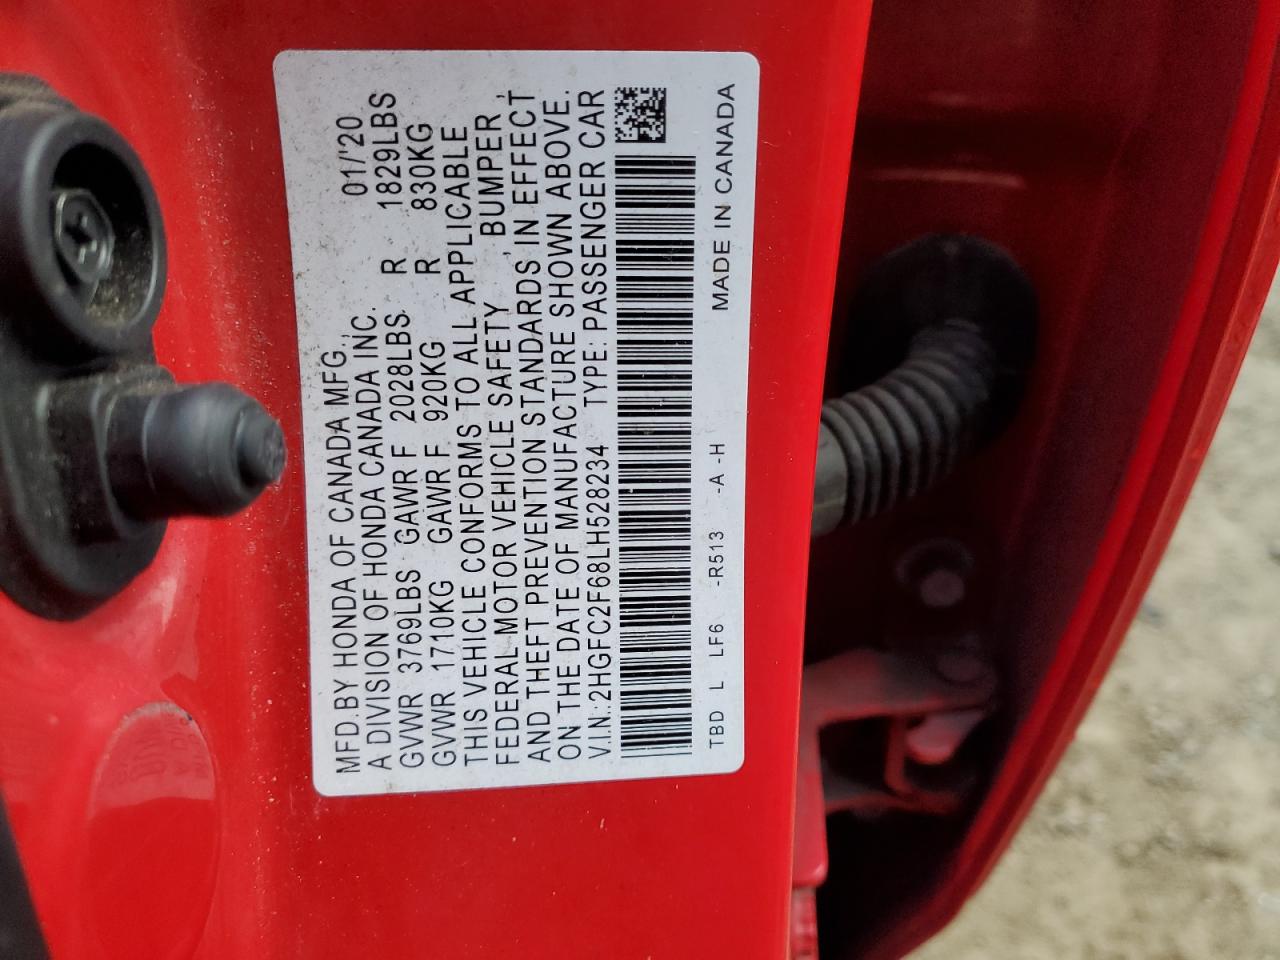 MFD.BY HONDA OF CANADA MFG., 01/'20
A DIVISION OF HONDA CANADA INC.
GVWR 3769LBS GAWR F 2028LBS. R 1829LBS
GVWR 1710KG GAWR F. 920KG R 830KG
THIS VEHICLE CONFORMS TO ALL APPLICABLE
FEDERAL MOTOR VEHICLE SAFETY, BUMPER,
AND THEFT PREVENTION STANDARDS IN EFFECT
ON THE DATE OF MANUFACTURE SHOWN ABOVE.
V.I.N.:2HGFC2F68LH528234 TYPE:PASSENGER CAR
TBD L LF6 -R513 -A -H MADE IN CANADA